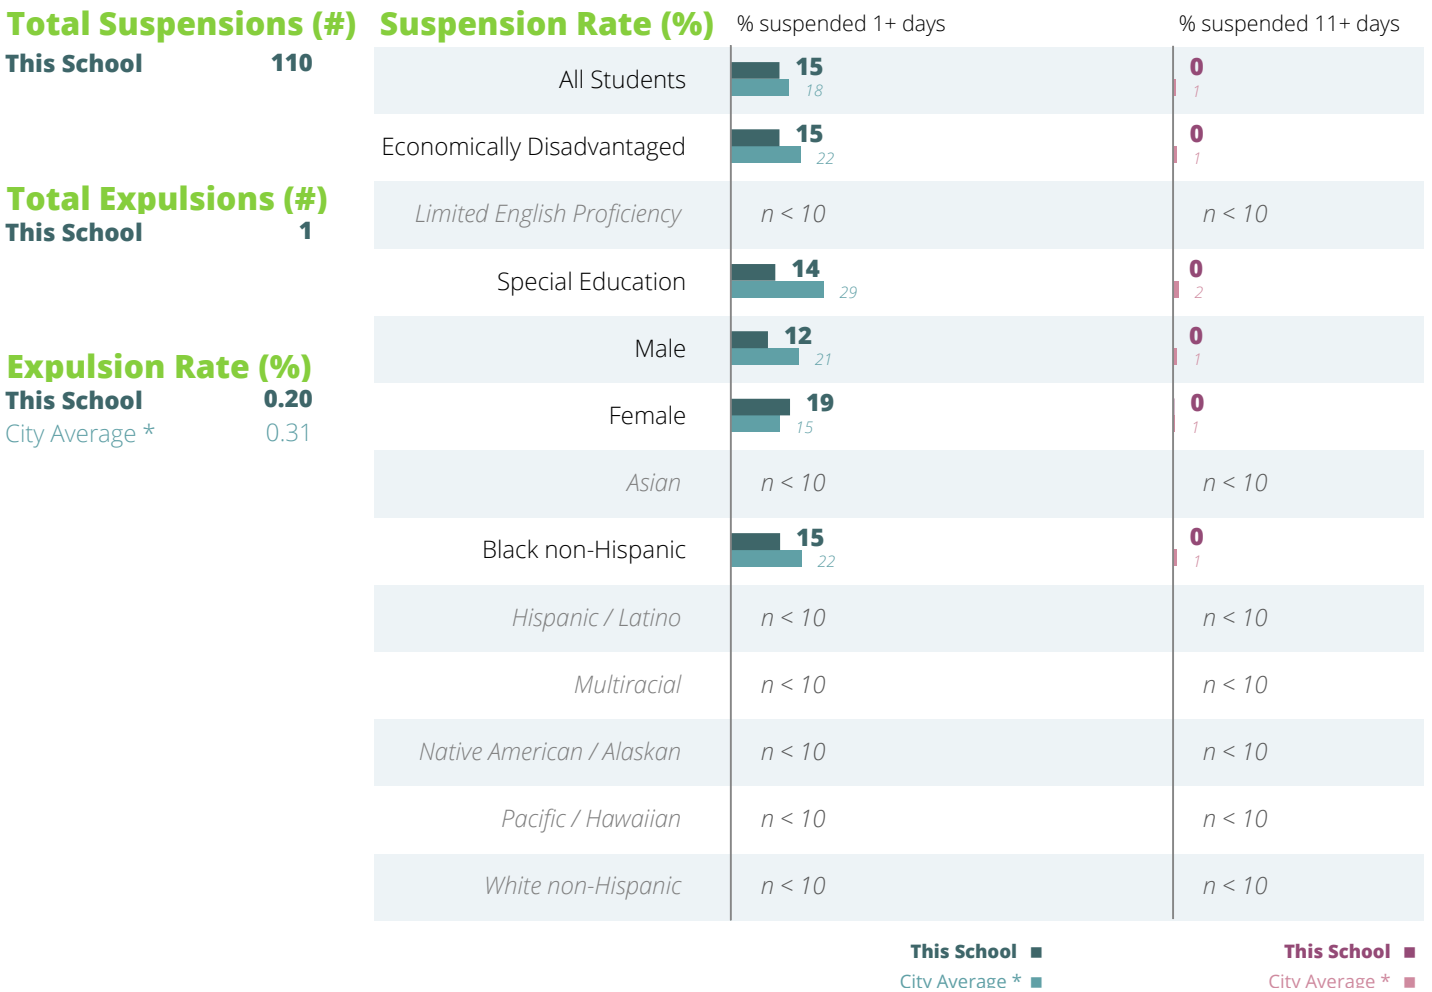 Total Suspensions (#)
This School 110
Total Expulsions (#)
This School 1
Expulsion Rate (%)
This School 0.20
City Average * 0.31
Suspension Rate (%) % suspended 1+ days % suspended 11+ days
All Students 15 0
18 1
Economically Disadvantaged 15 0
22 1
Limited English Proficiency n < 10 n < 10
Special Education 14 0
29 2
Male 12 0
21 1
Female 19 0
15 1
Asian n < 10 n < 10
Black non-Hispanic 15 0
22 1
Hispanic / Latino n < 10 n < 10
Multiracial n < 10 n < 10
Native American / Alaskan n < 10 n < 10
Pacific / Hawaiian n < 10 n < 10
White non-Hispanic n < 10 n < 10
This School This School
City Average * City Average *